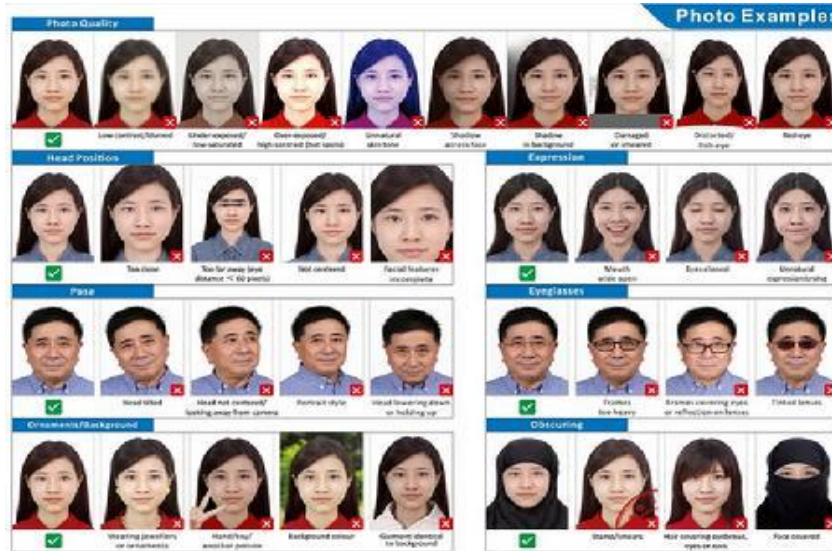 Photo Examples
Photo Quality
Low contrast/blurred
Under-exposed/
low-saturated
Over-exposed/
high contrast (hot spots)
Unnatural
skin tone
Shadow
across face
Shadow
in background
Damaged
or smeared
Distorted/
fish-eye
Red eye
Head Position
Too close
Too far away (eye
distance < 60 pixels)
Not centered
Facial features
incomplete
Expression
Mouth
wide open
Eyes closed
Unnatural
expression
Pose
Head tilted
Head not centered/
looking away from camera
Portrait style
Head lowering down
or holding up
Eyeglasses
Frames
too heavy
Frames covering eyes
or reflection on lenses
Tinted lenses
Ornaments/Background
Wearing jewellery
or ornaments
Hand/toy/
another person
Background colour
Garment identical
to background
Obscuring
Hair covering eyebrows,
eyes or ears
Face covered